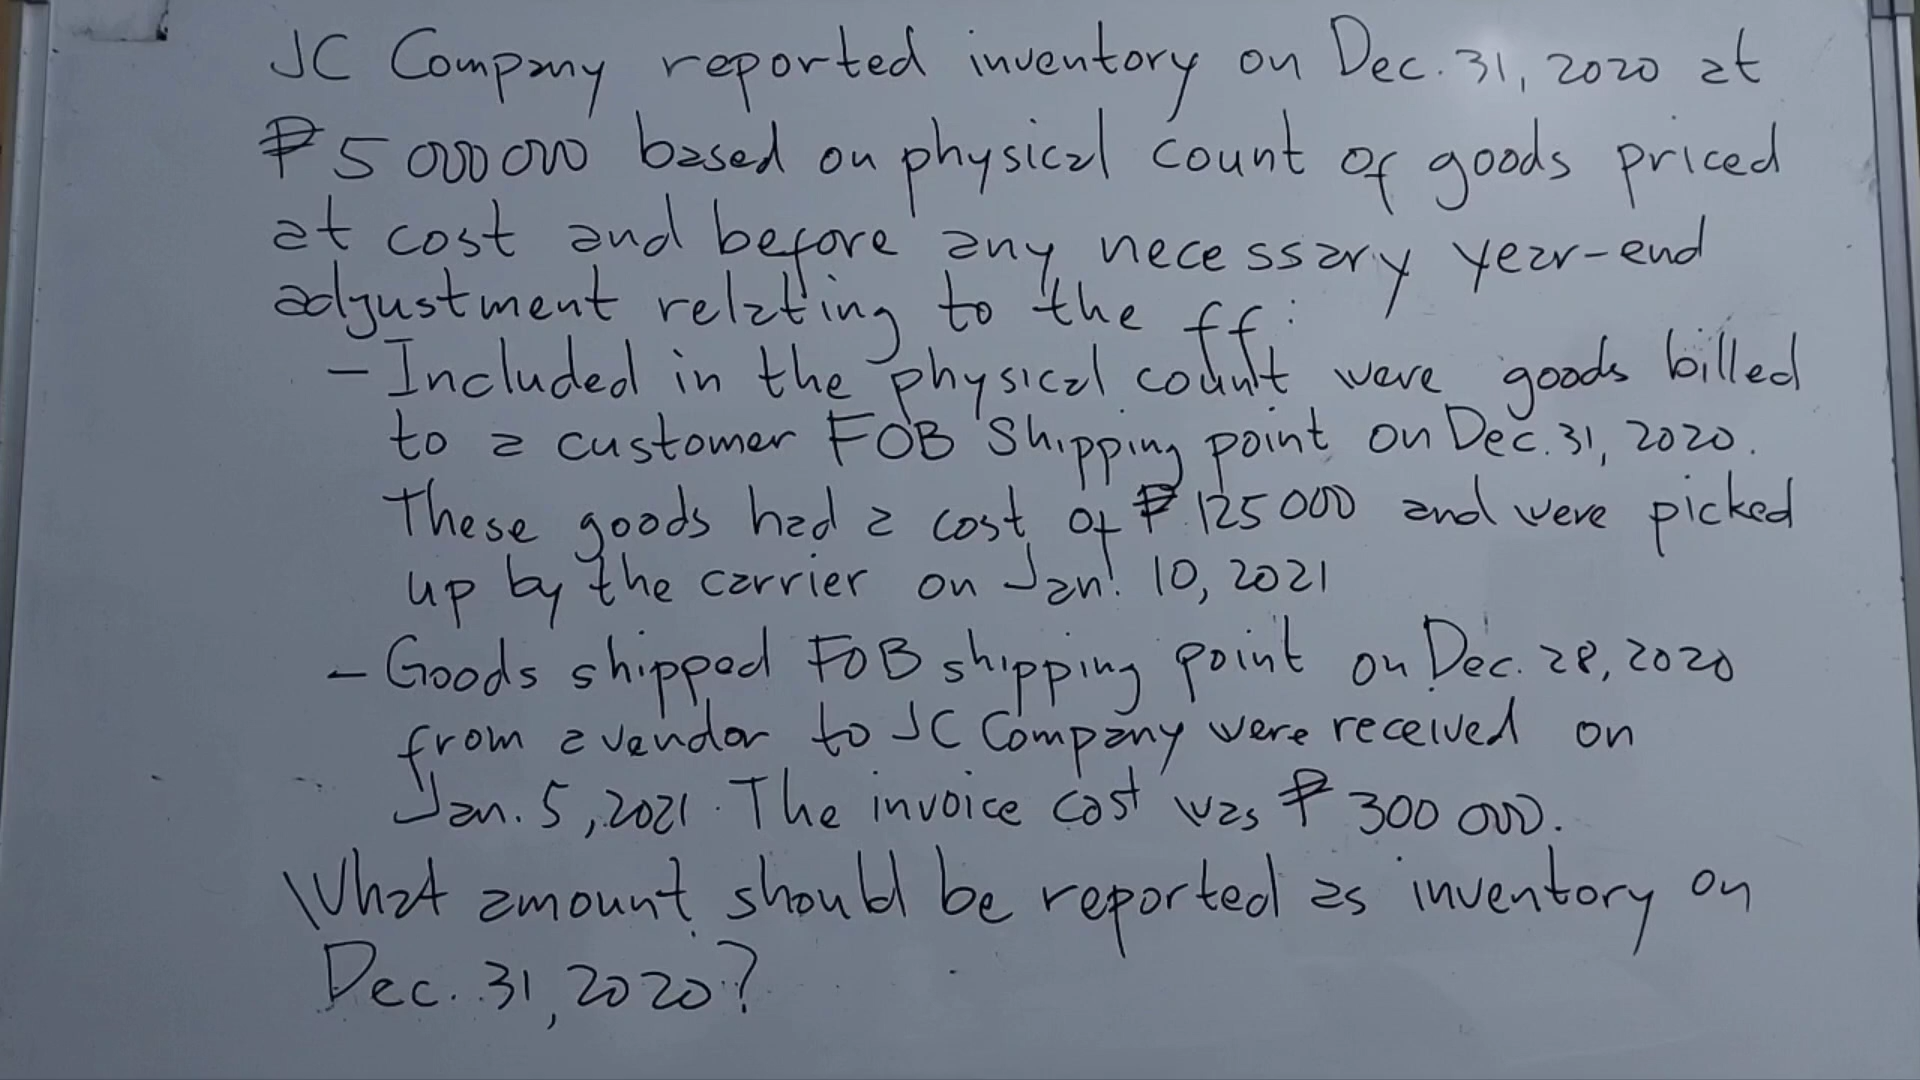 JC Company reported inventory on Dec. 31, 2020 at
₱5 000 000 based on physical count of goods priced
at cost and before any necessary year-end
adjustment relating to the ff:
- Included in the physical count were goods billed
to a customer FOB Shipping point on Dec. 31, 2020.
These goods had a cost of ₱ 125 000 and were picked
up by the carrier on Jan. 10, 2021
- Goods shipped FOB shipping point on Dec. 28, 2020
from a vendor to JC Company were received on
Jan. 5, 2021. The invoice cost was ₱ 300 000.
What amount should be reported as inventory on
Dec. 31, 2020?